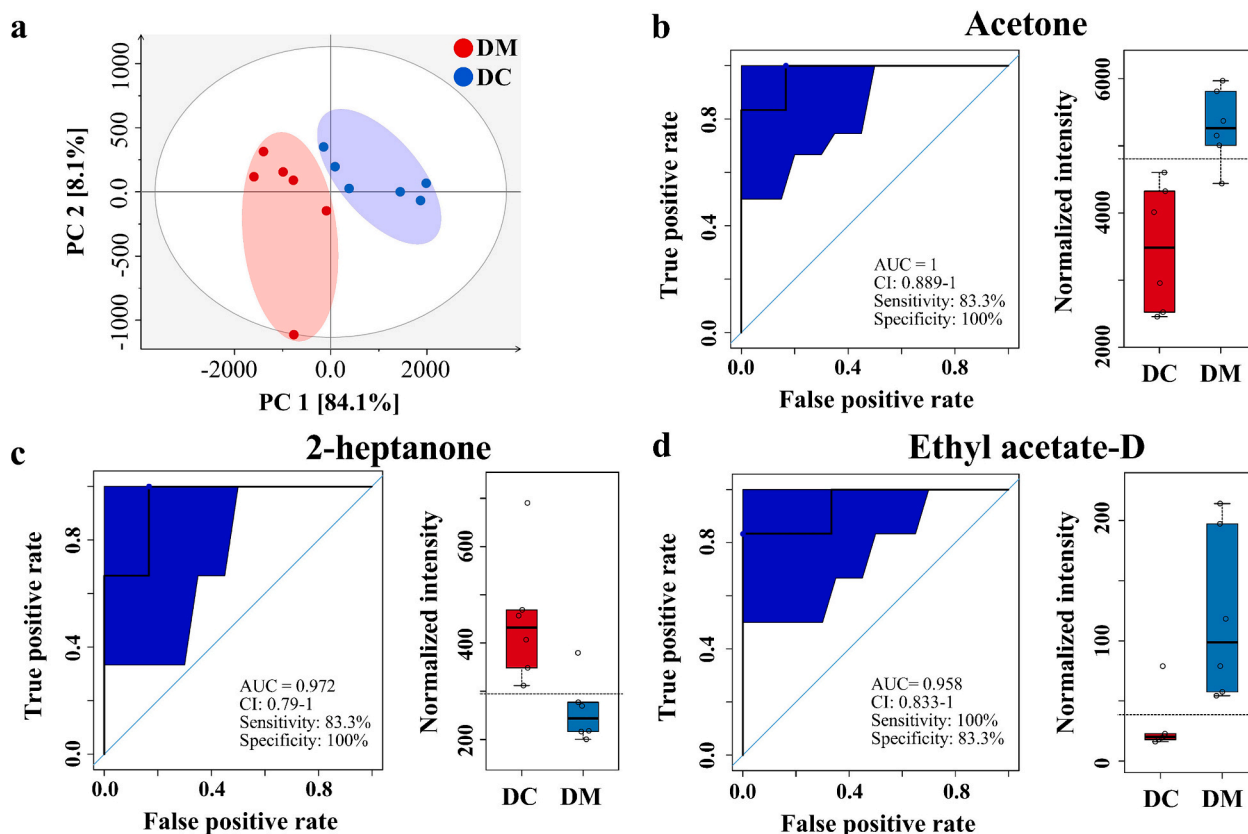 a
DM
DC
PC 2 [8.1%]
1000
500
0.0
-500
-1000
-2000
0.0
2000
PC 1 [84.1%]
b
Acetone
True positive rate
0.8
0.4
0.0
AUC = 1
CI: 0.889-1
Sensitivity: 83.3%
Specificity: 100%
0.0
0.4
0.8
False positive rate
Normalized intensity
6000
4000
2000
DC
DM
c
2-heptanone
True positive rate
0.8
0.4
0.0
AUC = 0.972
CI: 0.79-1
Sensitivity: 83.3%
Specificity: 100%
0.0
0.4
0.8
False positive rate
Normalized intensity
600
400
200
DC
DM
d
Ethyl acetate-D
True positive rate
0.8
0.4
0.0
AUC= 0.958
CI: 0.833-1
Sensitivity: 100%
Specificity: 83.3%
0.0
0.4
0.8
False positive rate
Normalized intensity
200
100
0
DC
DM